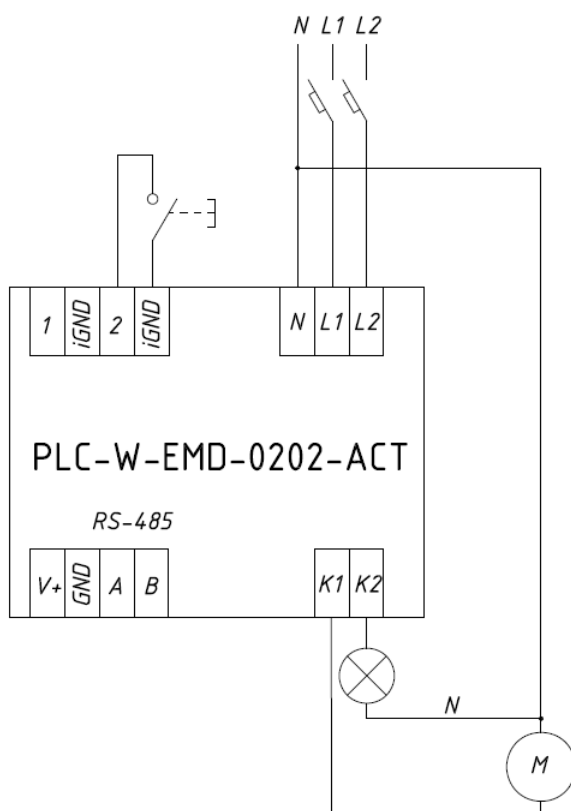 N L1 L2
1 iGND 2 iGND
N L1 L2
PLC-W-EMD-0202-ACT
RS-485
V+ GND A B
K1 K2
N
M